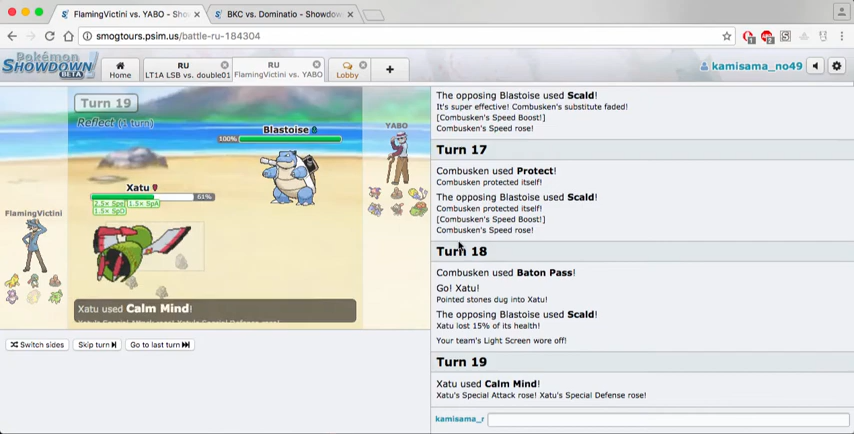 FlamingVictini vs. YABO - Sho
BKC vs. Dominatio - Showdow
smogtours.psim.us/battle-ru-184304
Pokémon
SHOWDOWN!
BETA
Home
RU
LT1A LSB vs. double01
RU
FlamingVictini vs. YABO
Lobby
kamisama_no49
Turn 19
Reflect (1 turn)
Blastoise
100%
YABO
Xatu
61%
2.5× Spe 1.5× SpA
1.5× SpD
FlamingVictini
Xatu used Calm Mind!
Switch sides
Skip turn
Go to last turn
The opposing Blastoise used Scald!
It's super effective! Combusken's substitute faded!
[Combusken's Speed Boost!]
Combusken's Speed rose!
Turn 17
Combusken used Protect!
Combusken protected itself!
The opposing Blastoise used Scald!
Combusken protected itself!
[Combusken's Speed Boost!]
Combusken's Speed rose!
Turn 18
Combusken used Baton Pass!
Go! Xatu!
Pointed stones dug into Xatu!
The opposing Blastoise used Scald!
Xatu lost 15% of its health!
Your team's Light Screen wore off!
Turn 19
Xatu used Calm Mind!
Xatu's Special Attack rose! Xatu's Special Defense rose!
kamisama_r